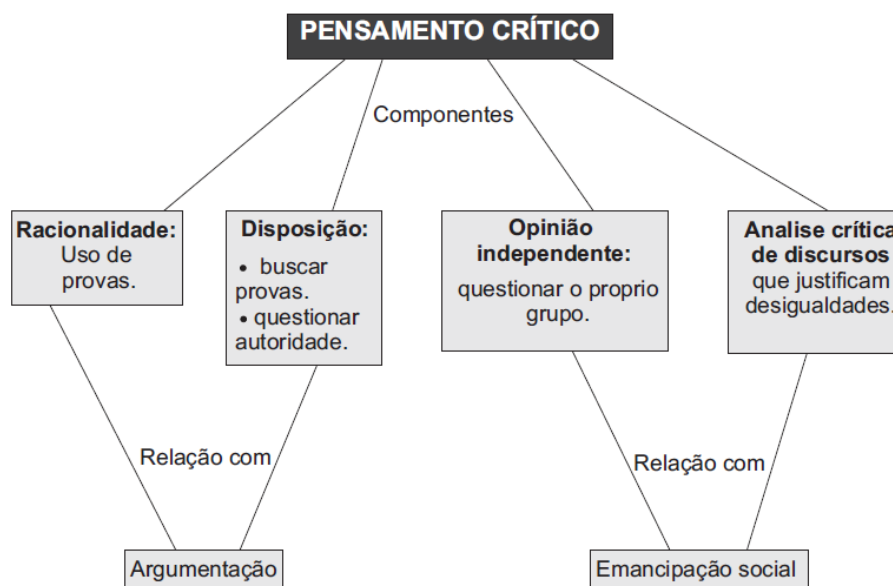 PENSAMENTO CRÍTICO
Componentes
Racionalidade:
Uso de
provas.
Disposição:
• buscar
provas.
• questionar
autoridade.
Opinião
independente:
questionar o proprio
grupo.
Analise crítica
de discursos
que justificam
desigualdades.
Relação com
Relação com
Argumentação
Emancipação social